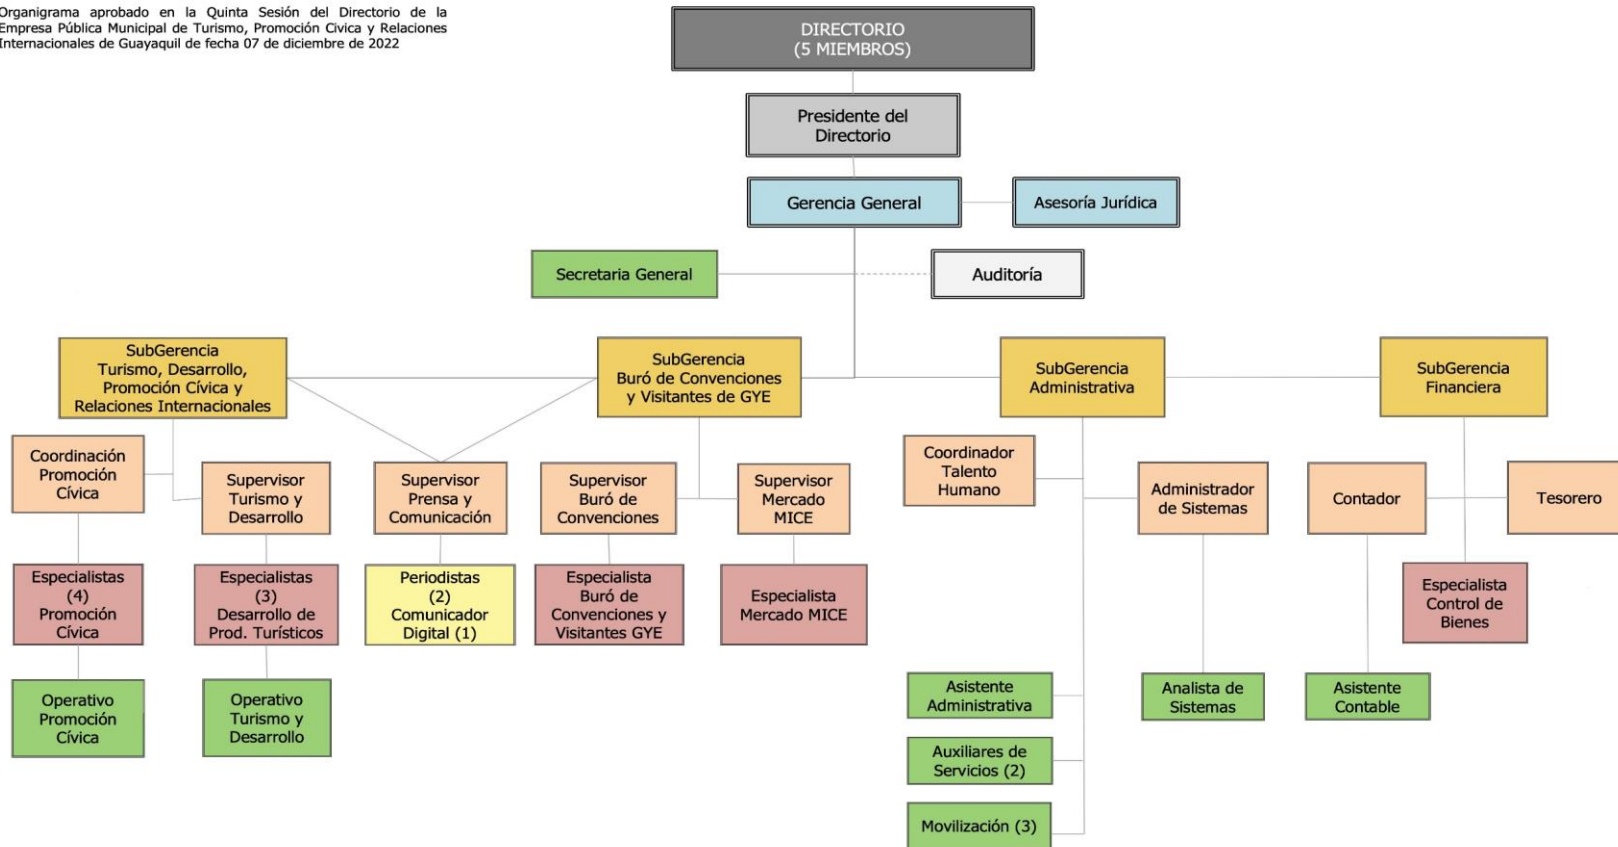 Organigrama aprobado en la Quinta Sesión del Directorio de la
Empresa Pública Municipal de Turismo, Promoción Civica y Relaciones
Internacionales de Guayaquil de fecha 07 de diciembre de 2022
DIRECTORIO
(5 MIEMBROS)
Presidente del
Directorio
Gerencia General
Asesoría Jurídica
Secretaria General
Auditoría
SubGerencia
Turismo, Desarrollo,
Promoción Cívica y
Relaciones Internacionales
SubGerencia
Buró de Convenciones
y Visitantes de GYE
SubGerencia
Administrativa
SubGerencia
Financiera
Coordinación
Promoción
Cívica
Supervisor
Turismo y
Desarrollo
Supervisor
Prensa y
Comunicación
Supervisor
Buró de
Convenciones
Supervisor
Mercado
MICE
Coordinador
Talento
Humano
Administrador
de Sistemas
Contador
Tesorero
Especialistas
(4)
Promoción
Cívica
Especialistas
(3)
Desarrollo de
Prod. Turísticos
Periodistas
(2)
Comunicador
Digital (1)
Especialista
Buró de
Convenciones y
Visitantes GYE
Especialista
Mercado MICE
Especialista
Control de
Bienes
Operativo
Promoción
Cívica
Operativo
Turismo y
Desarrollo
Asistente
Administrativa
Analista de
Sistemas
Asistente
Contable
Auxiliares de
Servicios (2)
Movilización (3)